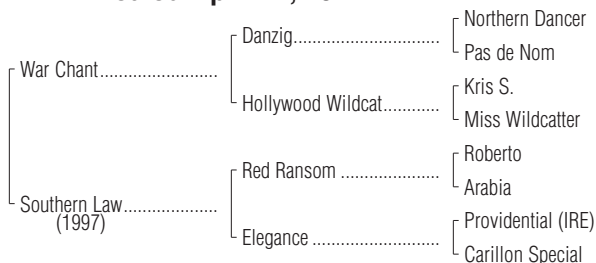 Northern Dancer
Danzig
Pas de Nom
War Chant
Kris S.
Hollywood Wildcat
Miss Wildcatter
Roberto
Red Ransom
Arabia
Southern Law
(1997)
Providential (IRE)
Elegance
Carillon Special